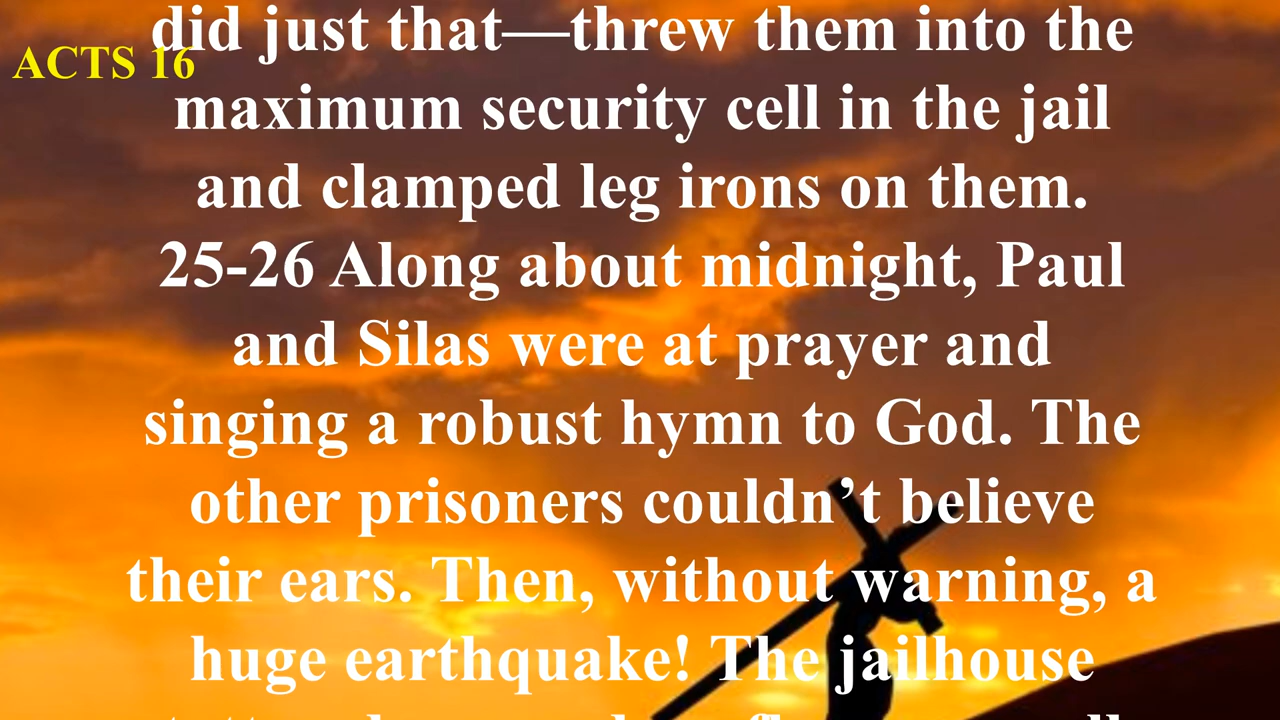 ACTS 16
did just that—threw them into the
maximum security cell in the jail
and clamped leg irons on them.
25-26 Along about midnight, Paul
and Silas were at prayer and
singing a robust hymn to God. The
other prisoners couldn’t believe
their ears. Then, without warning, a
huge earthquake! The jailhouse